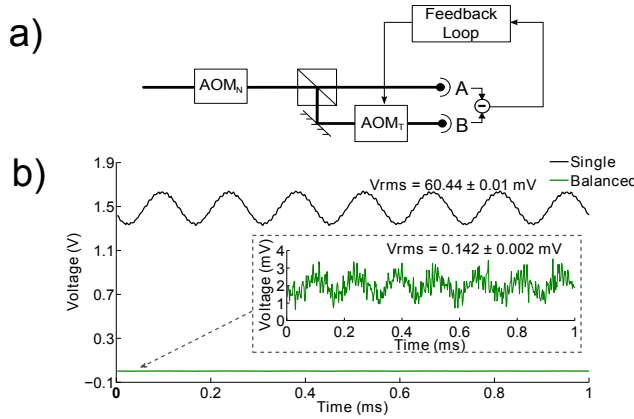 a)
Feedback
Loop
AOM_N
A
AOM_T
B
b)
Single
Balanced
1.9
1.5
1.1
0.7
0.3
−0.1
Voltage (V)
Vrms = 60.44 ± 0.01 mV
Vrms = 0.142 ± 0.002 mV
4
3
2
1
0
Voltage (mV)
0 0.2 0.4 0.6 0.8 1
Time (ms)
0 0.2 0.4 0.6 0.8 1
Time (ms)